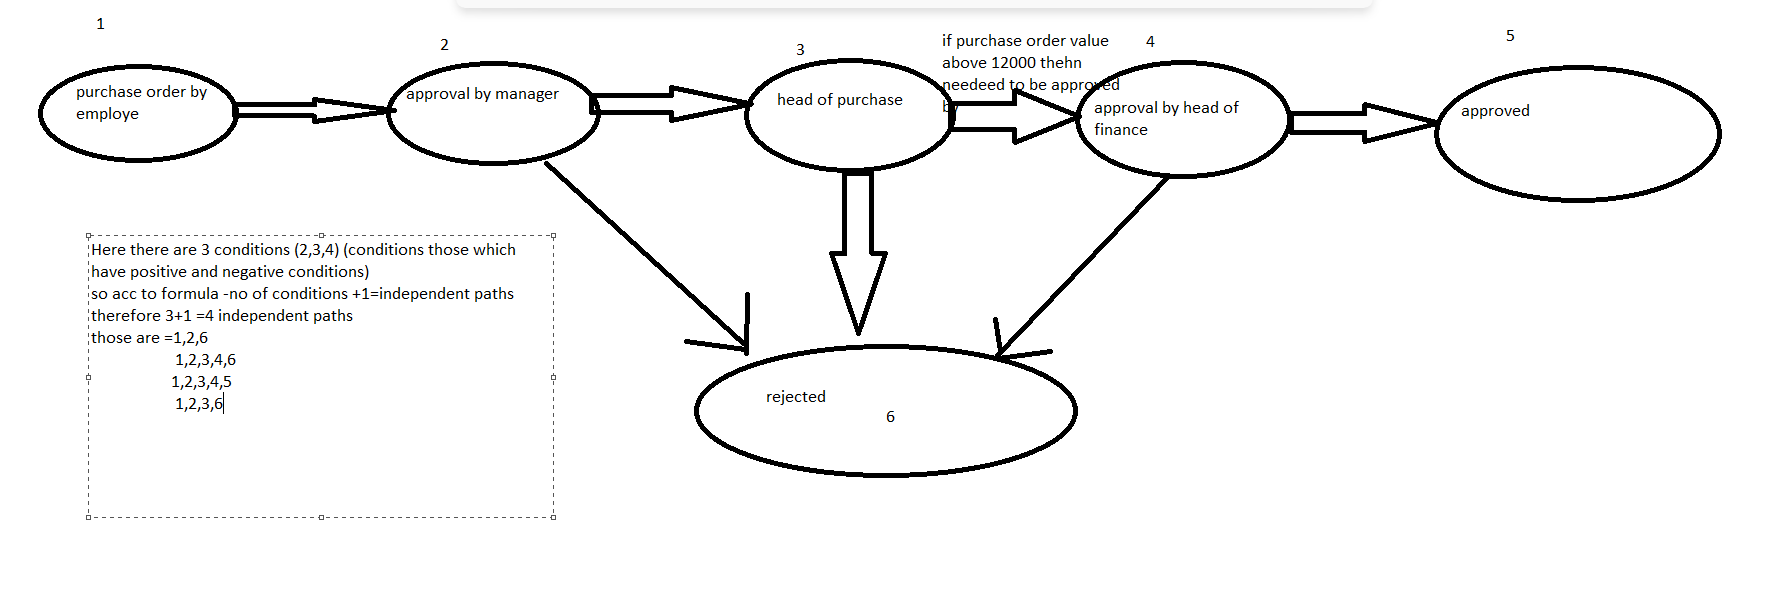 1
2
3
if purchase order value
above 12000 thehn
needeed to be approved
by
4
5
purchase order by
employe
approval by manager
head of purchase
approval by head of
finance
approved
Here there are 3 conditions (2,3,4) (conditions those which
have positive and negative conditions)
so acc to formula -no of conditions +1=independent paths
therefore 3+1 =4 independent paths
those are =1,2,6
1,2,3,4,6
1,2,3,4,5
1,2,3,6
rejected
6